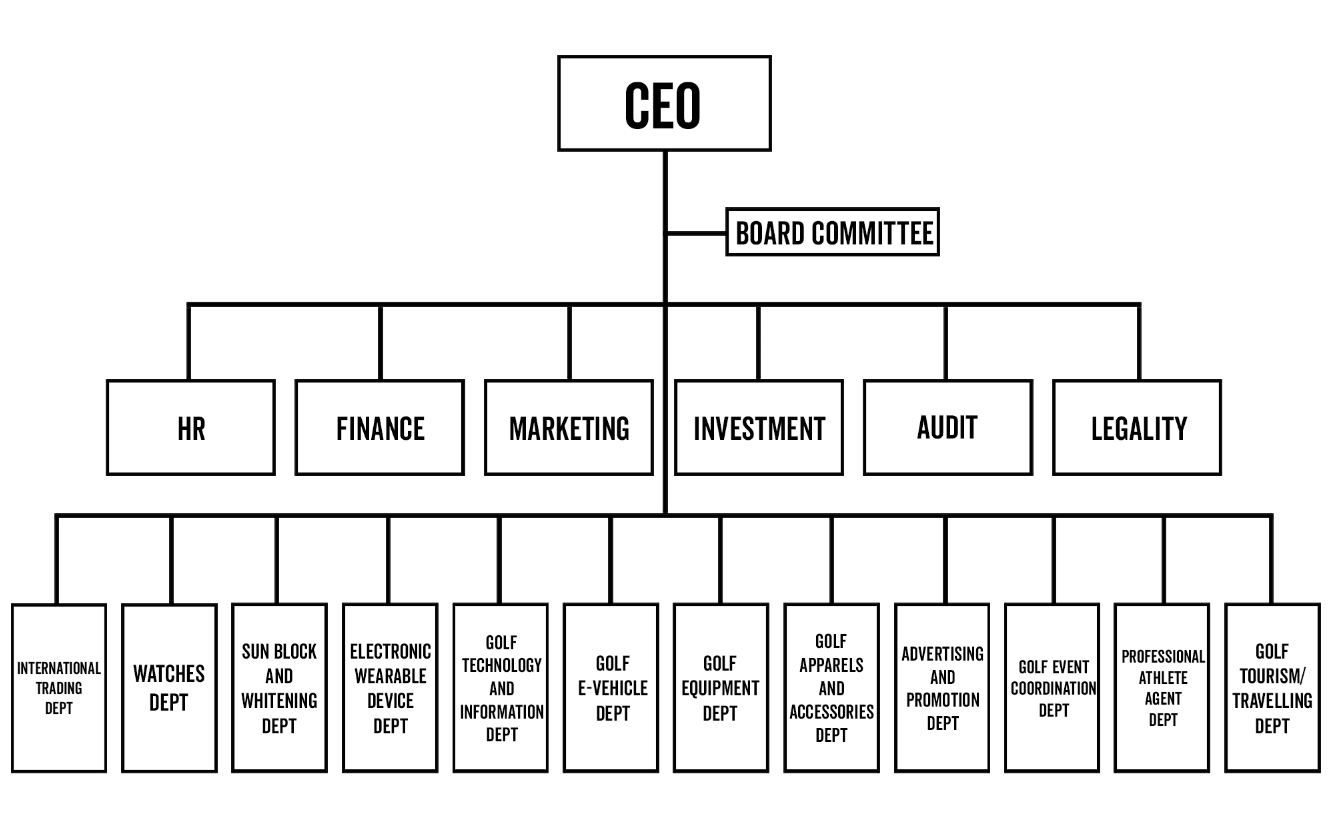 CEO
BOARD COMMITTEE
HR
FINANCE
MARKETING
INVESTMENT
AUDIT
LEGALITY
INTERNATIONAL
TRADING
DEPT
WATCHES
DEPT
SUN BLOCK
AND
WHITENING
DEPT
ELECTRONIC
WEARABLE
DEVICE
DEPT
GOLF
TECHNOLOGY
AND
INFORMATION
DEPT
GOLF
E-VEHICLE
DEPT
GOLF
EQUIPMENT
DEPT
GOLF
APPARELS
AND
ACCESSORIES
DEPT
ADVERTISING
AND
PROMOTION
DEPT
GOLF EVENT
COORDINATION
DEPT
PROFESSIONAL
ATHLETE
AGENT
DEPT
GOLF
TOURISM/
TRAVELLING
DEPT